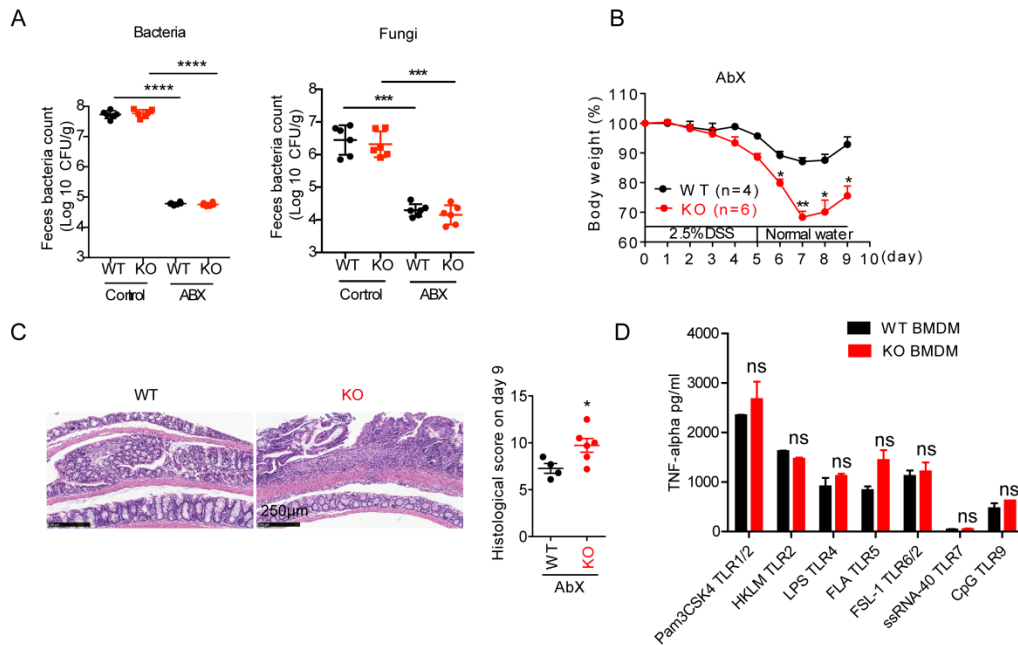 A
Bacteria
****
****
Feces bacteria count
(Log 10 CFU/g)
8
7
6
5
4
3
WT KO WT KO
Cortrol ABX
Fungi
***
***
Feces bacteria count
(Log 10 CFU/g)
8
7
6
5
4
3
WT KO WT KO
Cortrol ABX
B
AbX
Body weight (%)
110
100
90
80
70
60
WT (n=4)
KO (n=6)
*
**
*
*
2.5%DSS Normal water
0 1 2 3 4 5 6 7 8 9 10 (day)
C
WT
KO
250μm
Histological score on day 9
15
10
5
0
*
WT KO
AbX
D
WT BMDM
KO BMDM
TNF-alpha pg/ml
4000
3000
2000
1000
0
ns ns ns ns ns ns ns
Pam3CSK4 TLR1/2
HKLM TLR2
LPS TLR4
FLA TLR5
FSL-1 TLR6/2
ssRNA-40 TLR7
CpG TLR9